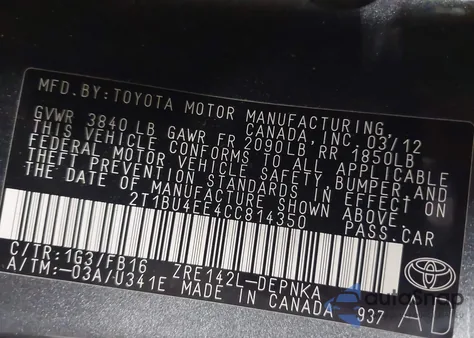 MFD. BY: TOYOTA MOTOR MANUFACTURING,
CANADA, INC. 03/12
GVWR 3840 LB GAWR FR 2090LB RR 1850LB
THIS VEHICLE CONFORMS TO ALL APPLICABLE
FEDERAL MOTOR VEHICLE SAFETY, BUMPER, AND
THEFT PREVENTION STANDARDS IN EFFECT ON
THE DATE OF MANUFACTURE SHOWN ABOVE.
2T1BU4EE4CC814350 PASS.CAR
C/TR: 1G3/FB16 ZRE142L-DEPNKA
A/TM: -03A/U341E MADE IN CANADA 937 AD
TOYOTA
autoSnap